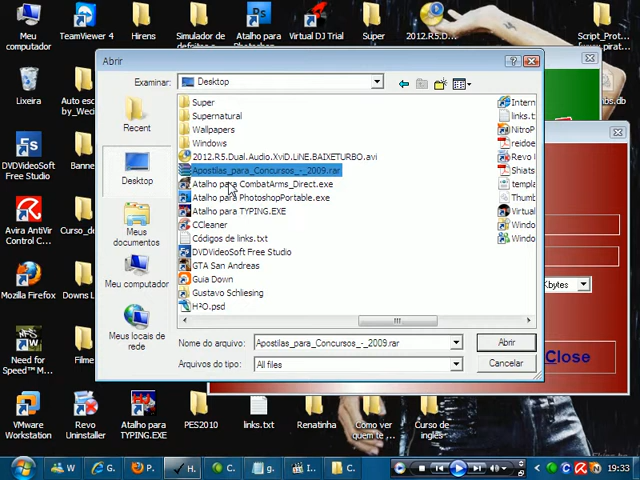 Meu computador
TeamViewer 4
Hirens
Simulador de defeitos e
Atalho para
Virtual DJ Trial
Super
2012.R5.D...
Script_Prot...
Abrir
Examinar:
Desktop
Lixeira
Auto esc
DVDVideoSoft Free Studio
Banne
Avira AntiVir Control C...
Curso_de
Mozilla Firefox
Downs L
Need for Speed™ M...
Filme
Recent
Desktop
Meus documentos
Meu computador
Meus locais de rede
Super
Supernatural
Wallpapers
Windows
2012.R5.Dual.Audio.XviD.LiNE.BAIXETURBO.avi
Apostilas_para_Concursos_-_2009.rar
Atalho para CombatArms_Direct.exe
Atalho para PhotoshopPortable.exe
Atalho para TYPING.EXE
CCleaner
Códigos de links.txt
DVDVideoSoft Free Studio
GTA San Andreas
Guia Down
Gustavo Schliesing
H²O.psd
Intern
links.t
NitroP
PES20
Revo U
Shiats
templa
Thumb
Virtual
Windo
Windo
Nome do arquivo:
Apostilas_para_Concursos_-_2009.rar
Abrir
Arquivos do tipo:
All files
Cancelar
bs.db
Kbytes
Close
VMware Workstation
Revo Uninstaller
Atalho para TYPING.EXE
PES2010
links.txt
Renatinha
Como ver quem te ...
Curso de ingles
W
G.
P...
H.
C..
g..
I...
C..
19:33